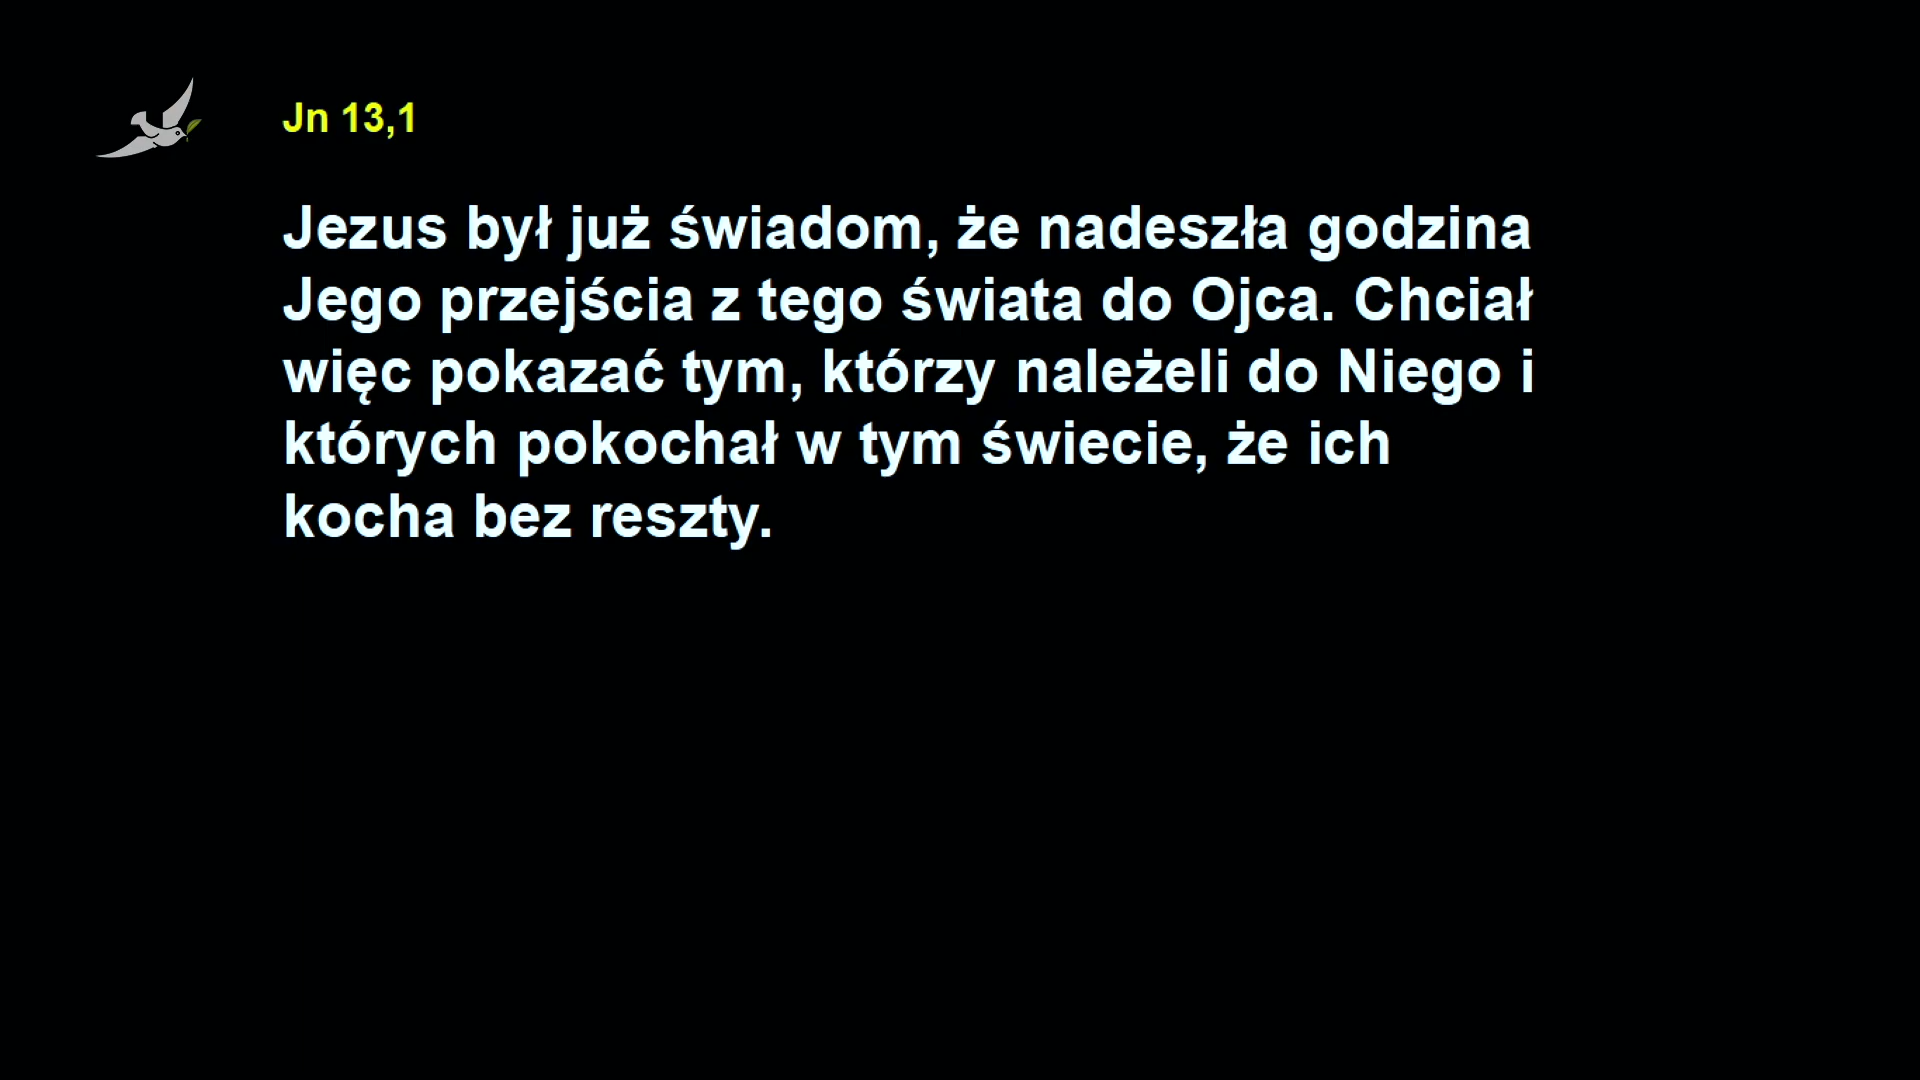 Jn 13,1
Jezus był już świadom, że nadeszła godzina
Jego przejścia z tego świata do Ojca. Chciał
więc pokazać tym, którzy należeli do Niego i
których pokochał w tym świecie, że ich
kocha bez reszty.